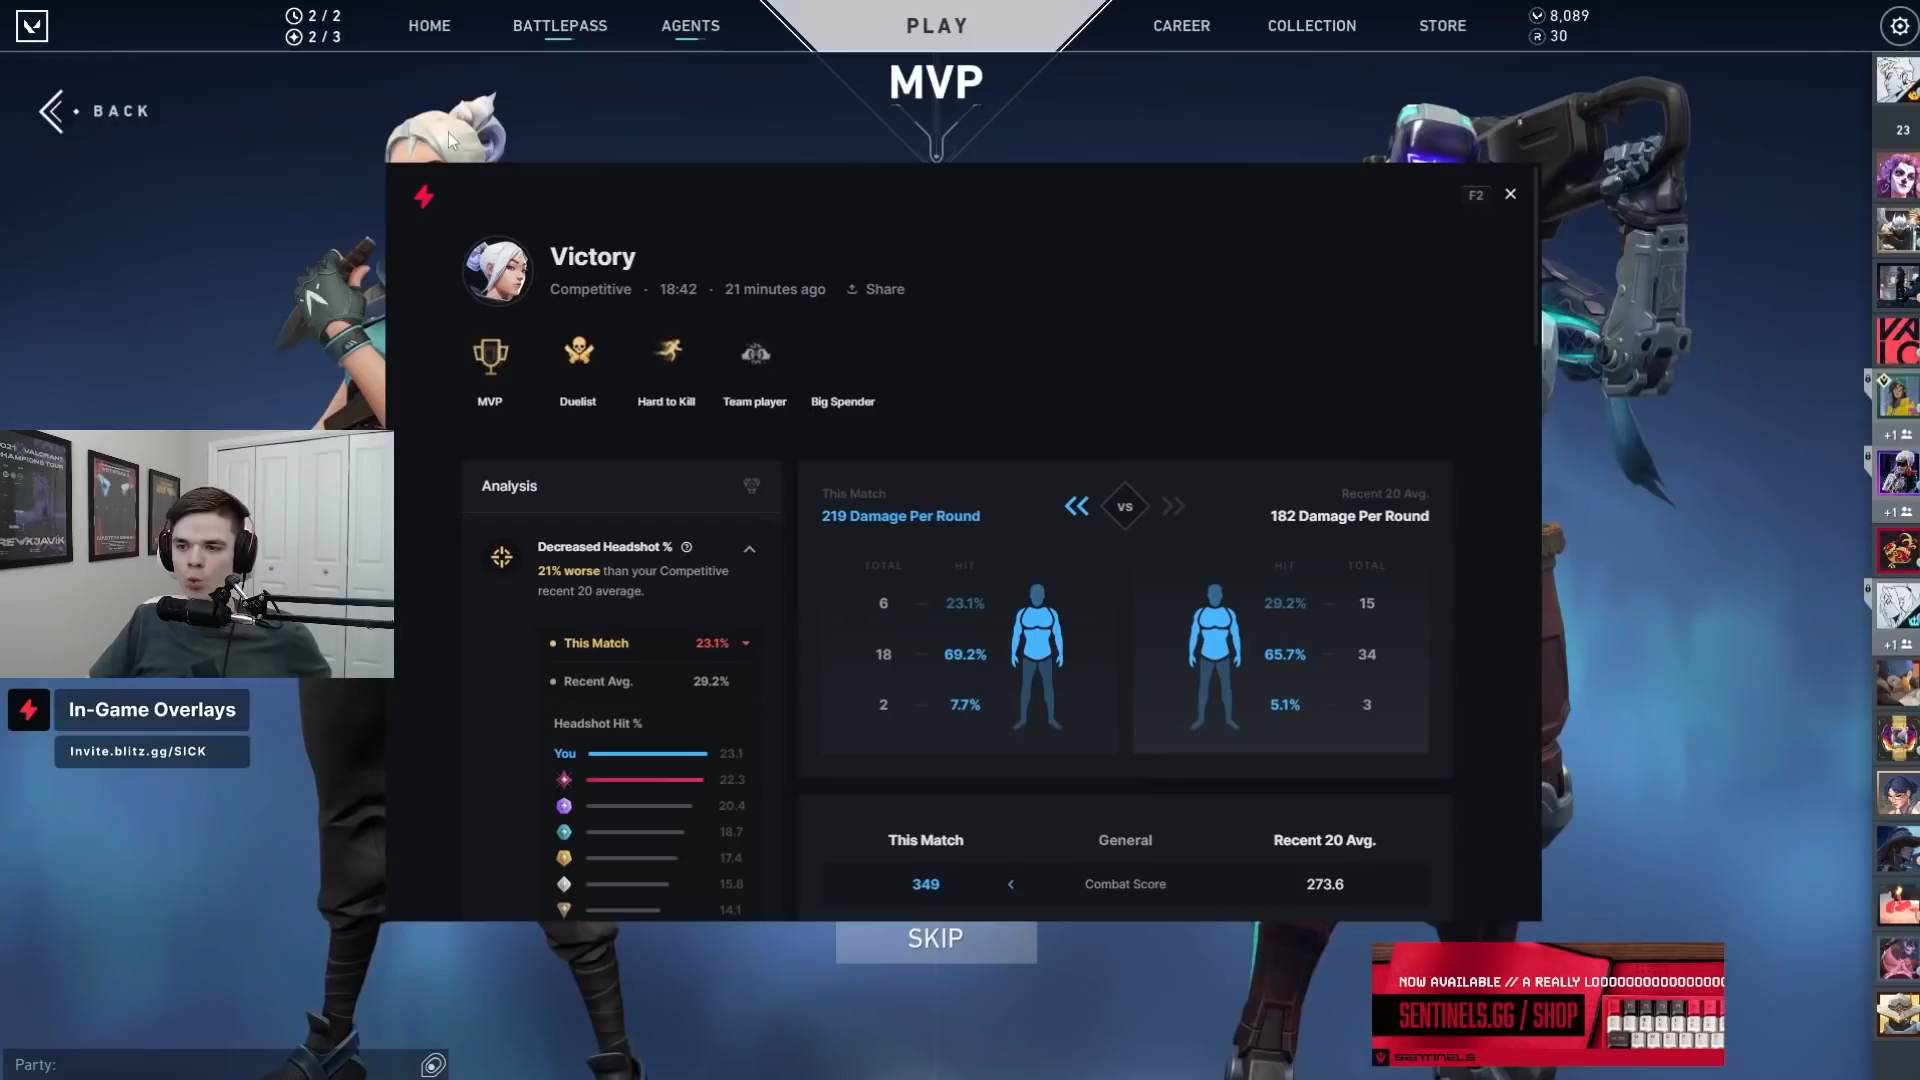 2 / 2
2 / 3
HOME
BATTLEPASS
AGENTS
PLAY
CAREER
COLLECTION
STORE
8,089
30
MVP
BACK
23
F2
Victory
Competitive · 18:42 · 21 minutes ago Share
MVP
Duelist
Hard to Kill
Team player
Big Spender
Analysis
Decreased Headshot %
21% worse than your Competitive
recent 20 average.
This Match 23.1%
Recent Avg. 29.2%
Headshot Hit %
You 23.1
22.3
20.4
18.7
17.4
15.8
14.1
This Match
219 Damage Per Round
VS
Recent 20 Avg.
182 Damage Per Round
TOTAL HIT
6 23.1%
18 69.2%
2 7.7%
HIT TOTAL
29.2% 15
65.7% 34
5.1% 3
This Match General Recent 20 Avg.
349 Combat Score 273.6
+1
+1
+1
VALORANT
CHAMPIONS TOUR
REYKJAVÍK
In-Game Overlays
Invite.blitz.gg/SICK
SKIP
NOW AVAILABLE // A REALLY LOOOOOOOOOOOOOOOOO
SENTINELS.GG / SHOP
SENTINELS
Party: